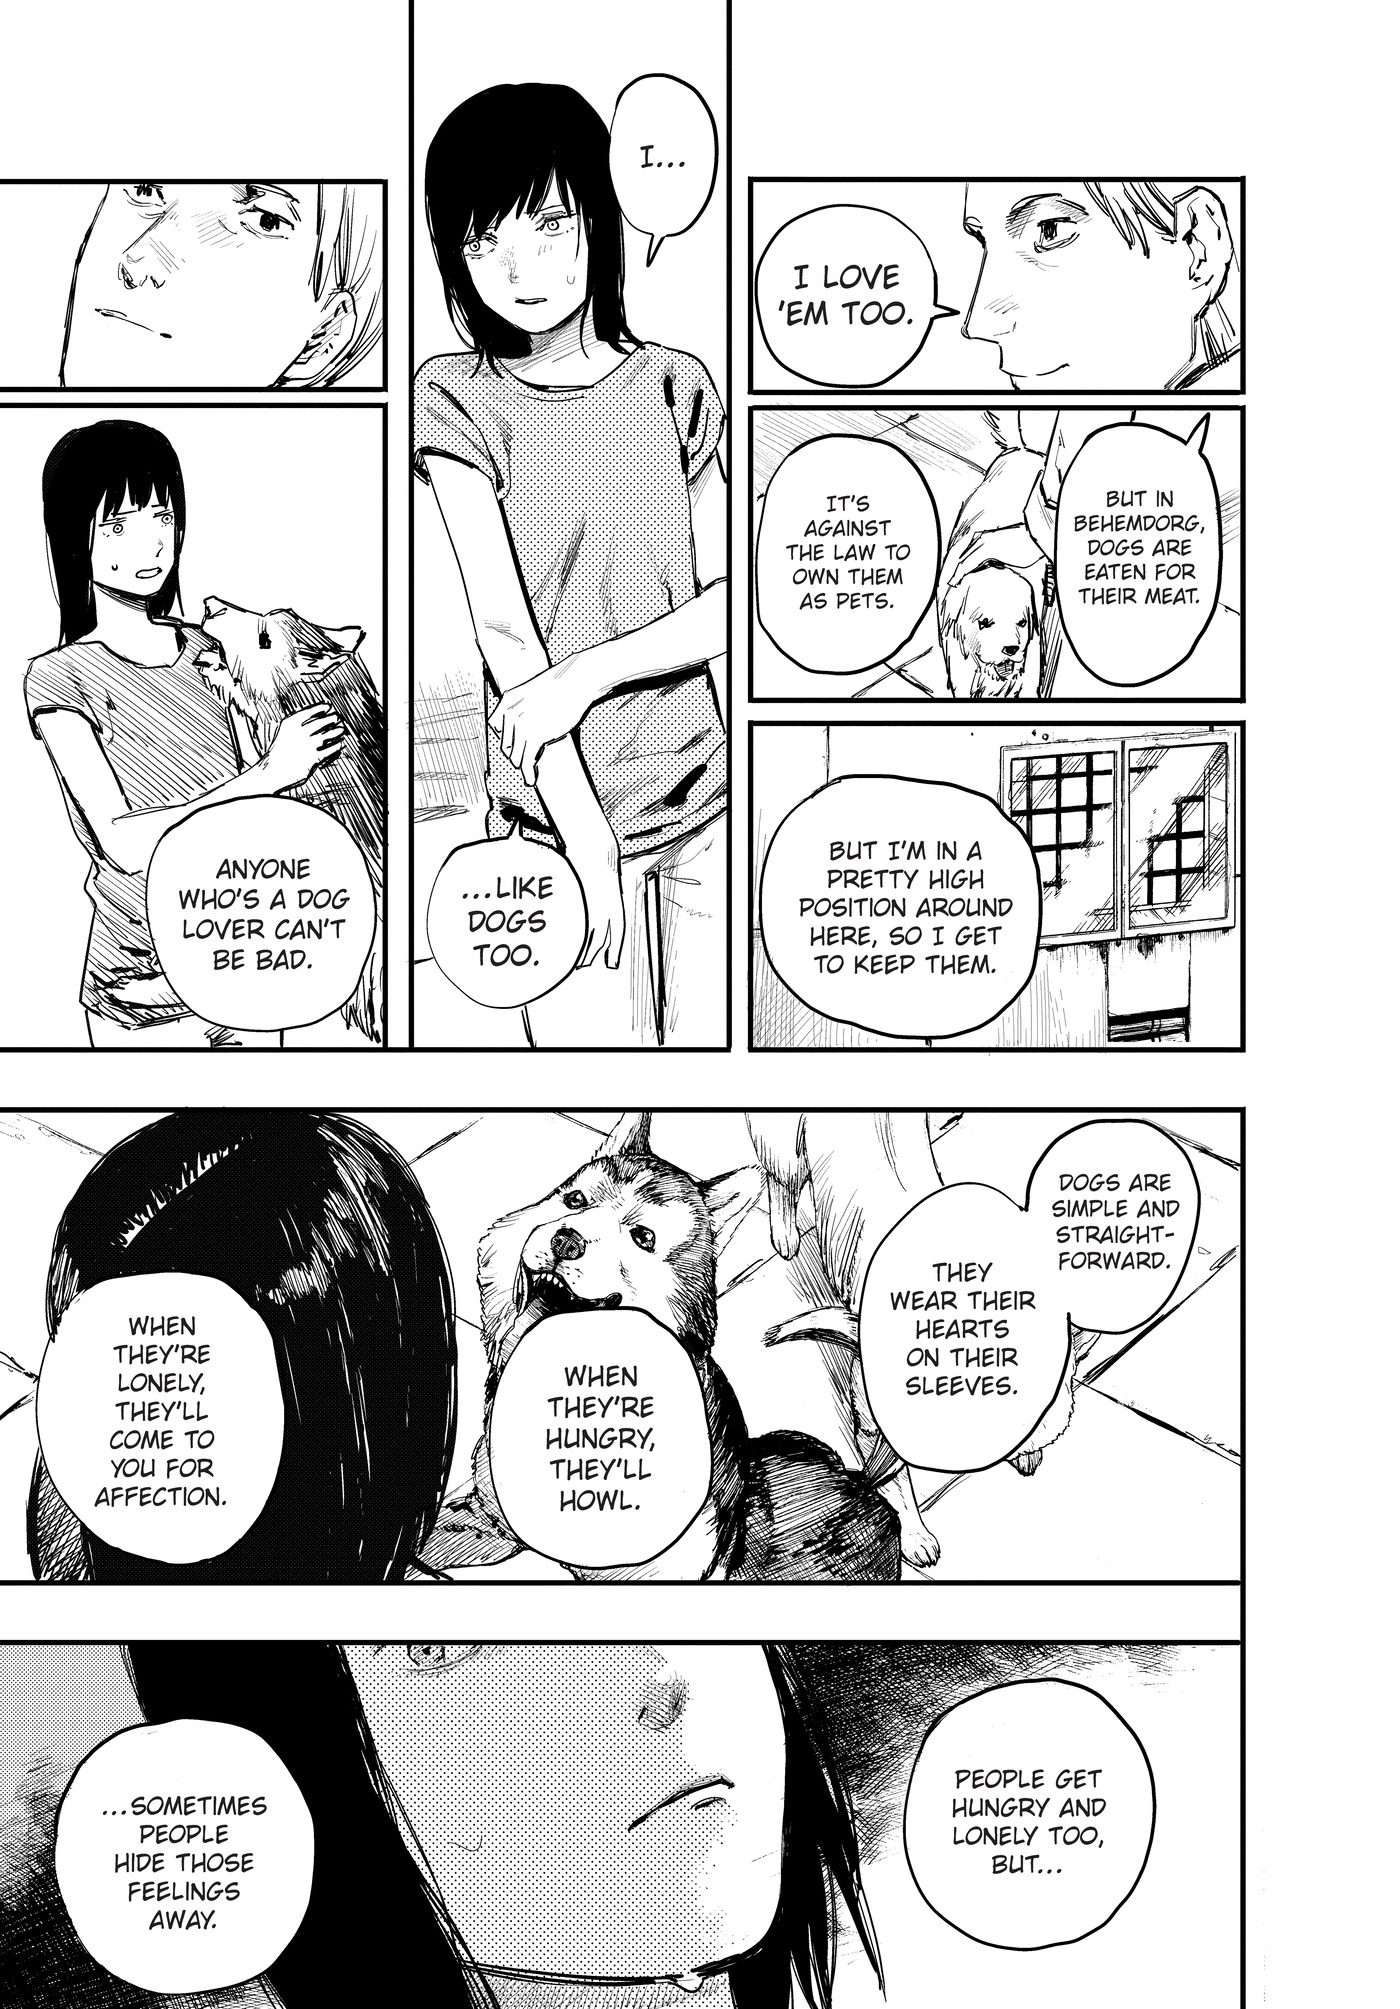 I LOVE
'EM TOO.
BUT IN
BEHEMDORG,
DOGS ARE
EATEN FOR
THEIR MEAT.
IT'S
AGAINST
THE LAW TO
OWN THEM
AS PETS.
BUT I'M IN A
PRETTY HIGH
POSITION AROUND
HERE, SO I GET
TO KEEP THEM.
I...
...LIKE
DOGS
TOO.
ANYONE
WHO'S A DOG
LOVER CAN'T
BE BAD.
DOGS ARE
SIMPLE AND
STRAIGHT-
FORWARD.
THEY
WEAR THEIR
HEARTS
ON THEIR
SLEEVES.
WHEN
THEY'RE
HUNGRY,
THEY'LL
HOWL.
WHEN
THEY'RE
LONELY,
THEY'LL
COME TO
YOU FOR
AFFECTION.
PEOPLE GET
HUNGRY AND
LONELY TOO,
BUT...
...SOMETIMES
PEOPLE
HIDE THOSE
FEELINGS
AWAY.